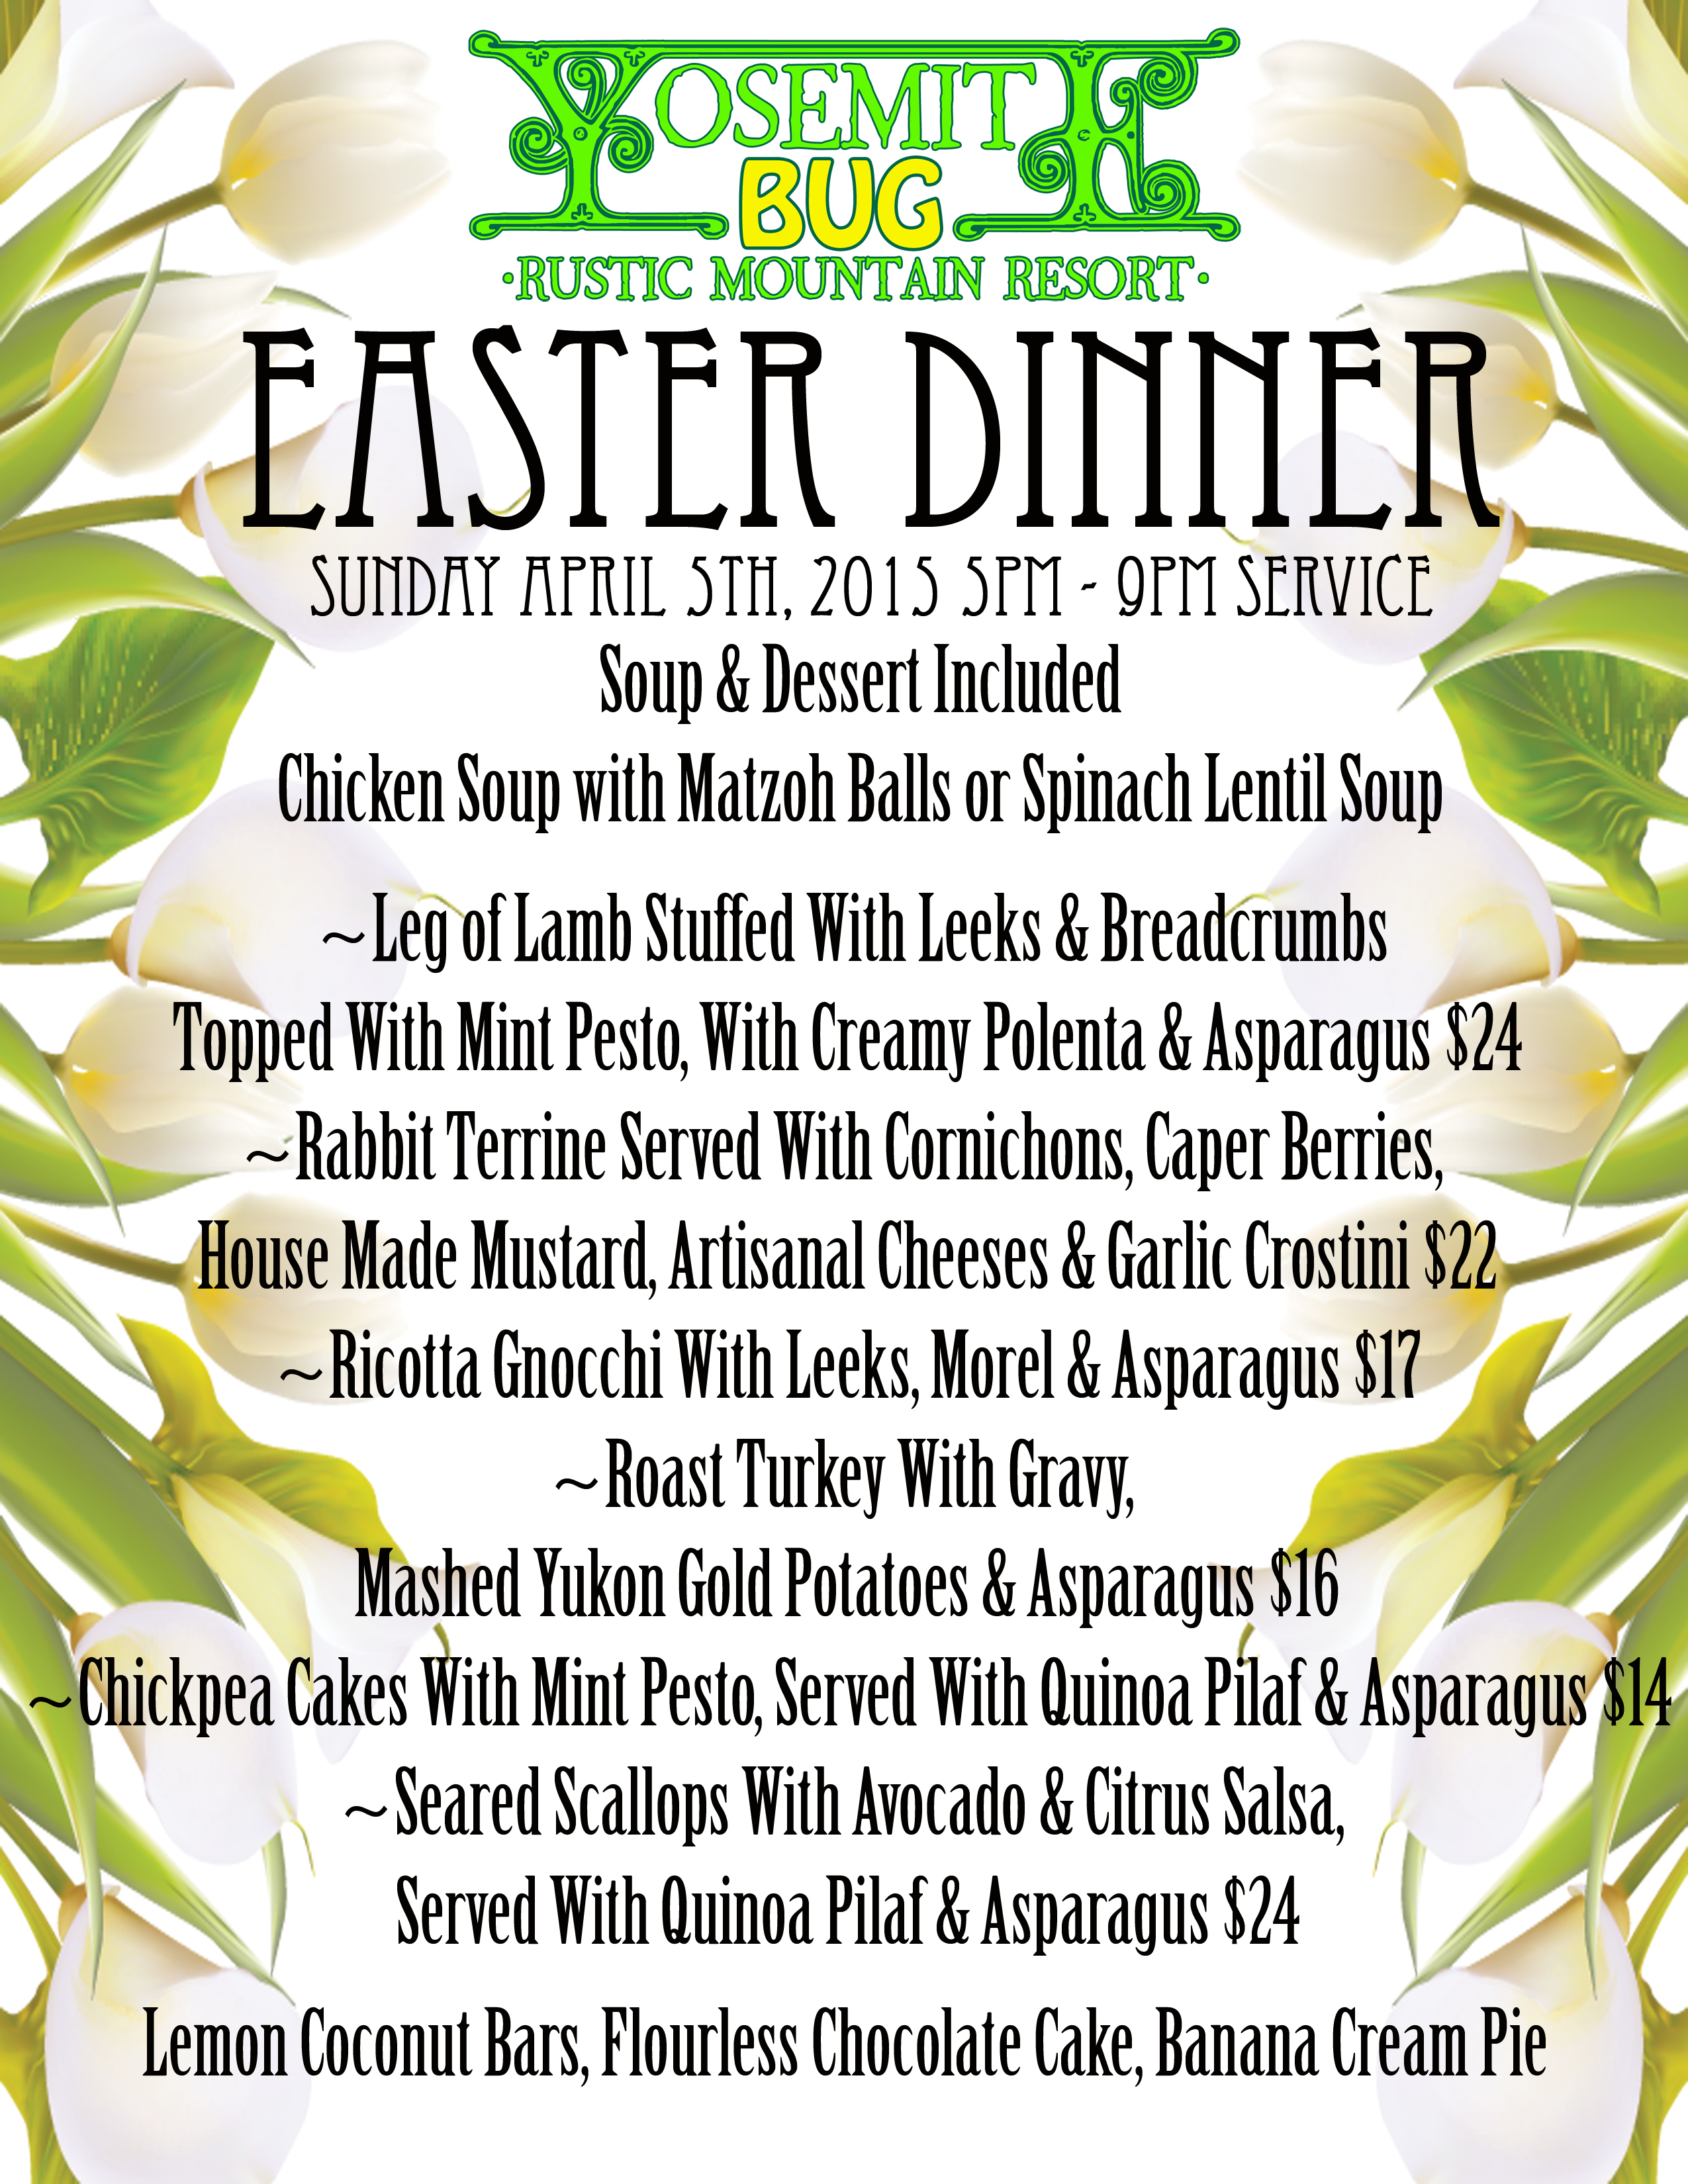 YOSEMITE
BUG
·RUSTIC MOUNTAIN RESORT·
EASTER DINNER
SUNDAY APRIL 5TH, 2015 5PM - 9PM SERVICE
Soup & Dessert Included
Chicken Soup with Matzoh Balls or Spinach Lentil Soup
~Leg of Lamb Stuffed With Leeks & Breadcrumbs
Topped With Mint Pesto, With Creamy Polenta & Asparagus $24
~Rabbit Terrine Served With Cornichons, Caper Berries,
House Made Mustard, Artisanal Cheeses & Garlic Crostini $22
~Ricotta Gnocchi With Leeks, Morel & Asparagus $17
~Roast Turkey With Gravy,
Mashed Yukon Gold Potatoes & Asparagus $16
~Chickpea Cakes With Mint Pesto, Served With Quinoa Pilaf & Asparagus $14
~Seared Scallops With Avocado & Citrus Salsa,
Served With Quinoa Pilaf & Asparagus $24
Lemon Coconut Bars, Flourless Chocolate Cake, Banana Cream Pie